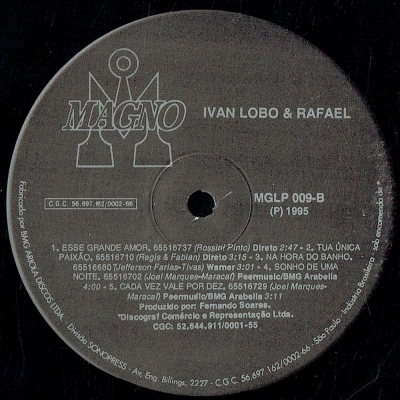 MAGNO
IVAN LOBO & RAFAEL
C.G.C. 56.697.162/0002-66
MGLP 009-B
(P) 1995
1. ESSE GRANDE AMOR. 65516737 (Rossini Pinto) Direto 2:47 - 2. TUA ÚNICA
PAIXÃO. 65516710 (Regis & Fabian) Direto 3:15 - 3. NA HORA DO BANHO.
65516680 (Jefferson Farias-Tivas) Warner 3:01 - 4. SONHO DE UMA
NOITE. 65516702 (Joel Marques-Maracaí) Peermusic/BMG Arabella
4:00 - 5. CADA VEZ VALE POR DEZ. 65516729 (Joel Marques-
Maracaí) Peermusic/BMG Arabella 3:11
Produzido por: Fernando Soares.
*Discograf Comércio e Representação Ltda.
CGC: 52.644.911/0001-55
Fabricado por BMG ARIOLA DISCOS LTDA. - Divisão SONOPRESS - Av. Eng. Billings, 2227 - C.G.C. 56.697.162/0002-66 - São Paulo - Indústria Brasileira - sob encomenda de *